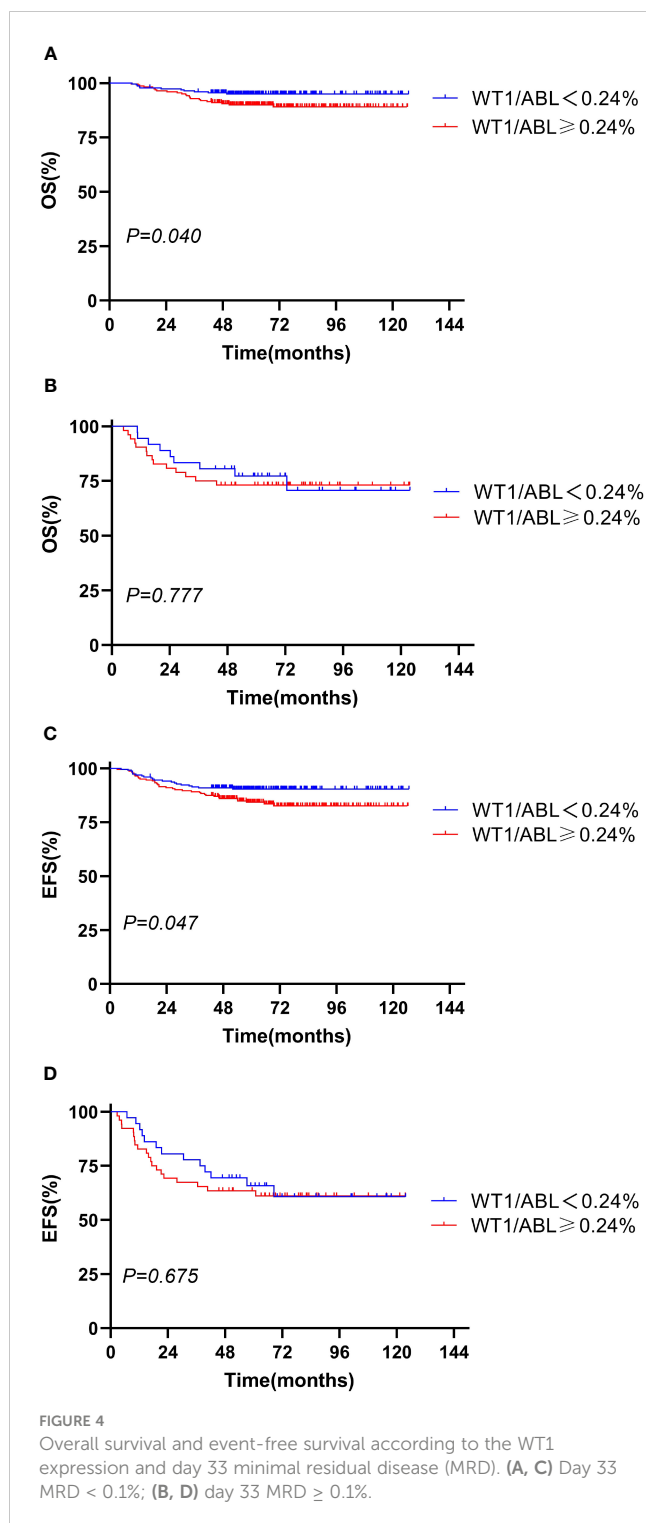 A
100
75
50
25
0
OS(%)
P=0.040
WT1/ABL<0.24%
WT1/ABL≥0.24%
0 24 48 72 96 120 144
Time(months)
B
100
75
50
25
0
OS(%)
P=0.777
WT1/ABL<0.24%
WT1/ABL≥0.24%
0 24 48 72 96 120 144
Time(months)
C
100
75
50
25
0
EFS(%)
P=0.047
WT1/ABL<0.24%
WT1/ABL≥0.24%
0 24 48 72 96 120 144
Time(months)
D
100
75
50
25
0
EFS(%)
P=0.675
WT1/ABL<0.24%
WT1/ABL≥0.24%
0 24 48 72 96 120 144
Time(months)
FIGURE 4
Overall survival and event-free survival according to the WT1
expression and day 33 minimal residual disease (MRD). (A, C) Day 33
MRD < 0.1%; (B, D) day 33 MRD ≥ 0.1%.